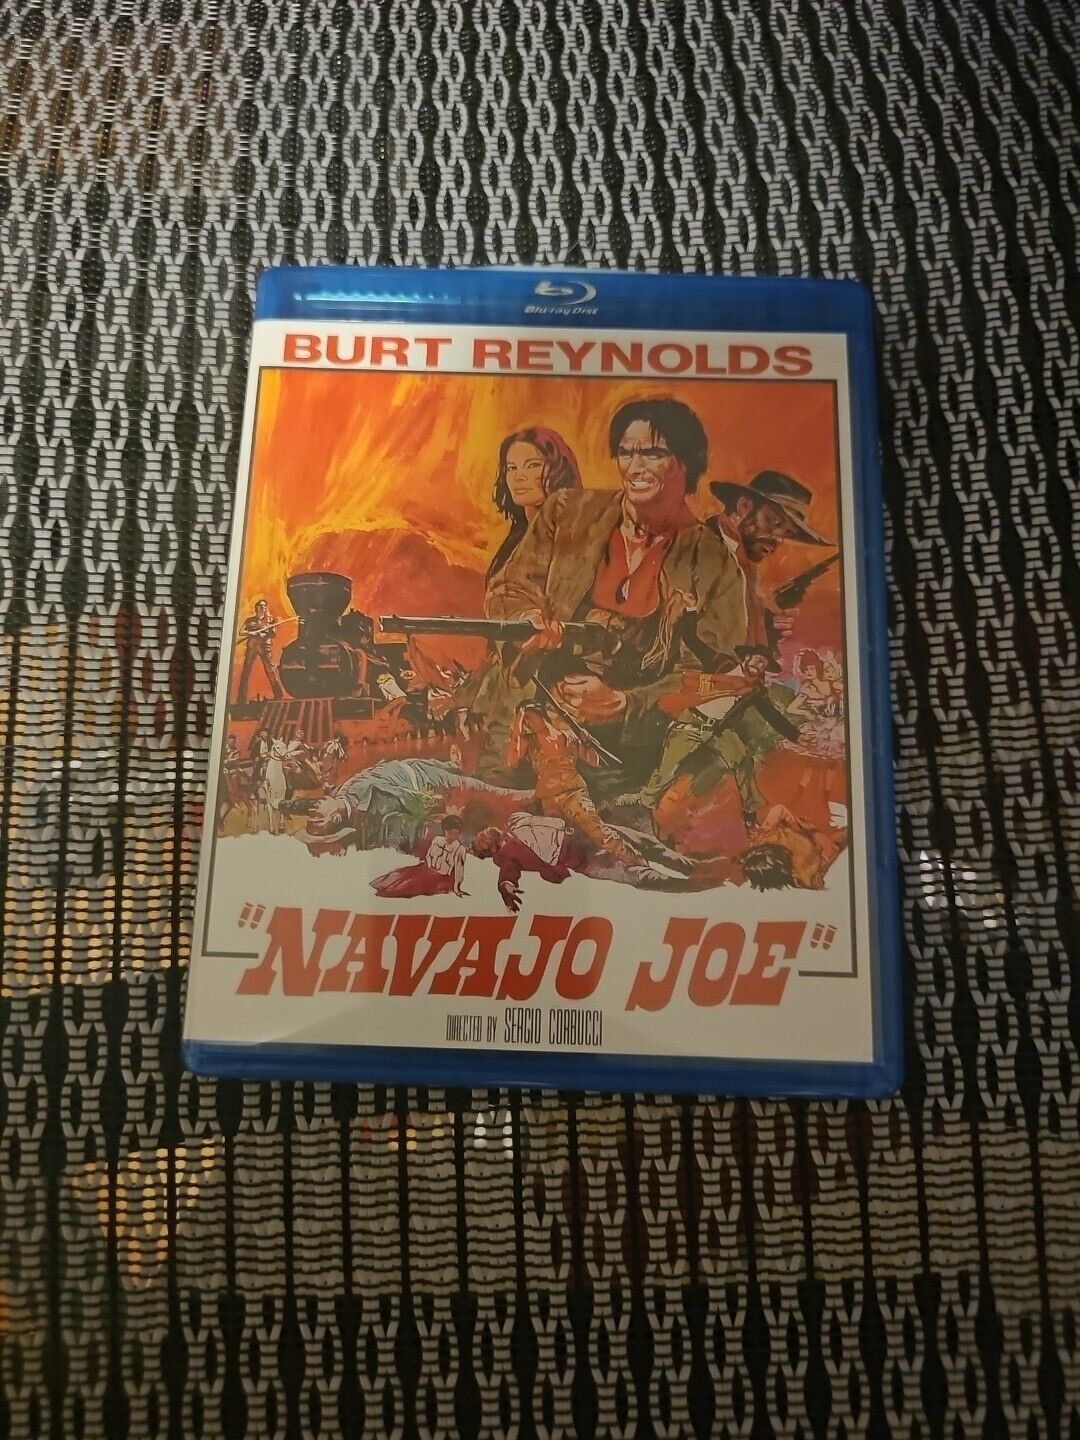 Blu-ray Disc
BURT REYNOLDS
"NAVAJO JOE"
DIRECTED BY SERGIO CORBUCCI